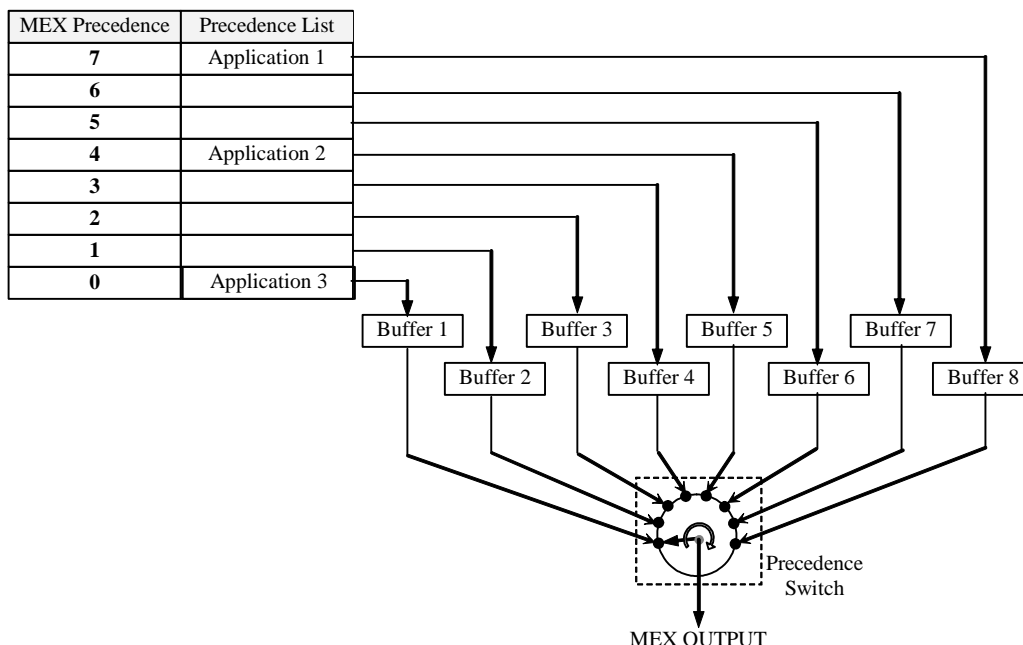 MEX Precedence Precedence List
7 Application 1
6
5
4 Application 2
3
2
1
0 Application 3
Buffer 1 Buffer 3 Buffer 5 Buffer 7
Buffer 2 Buffer 4 Buffer 6 Buffer 8
Precedence
Switch
MEX OUTPUT